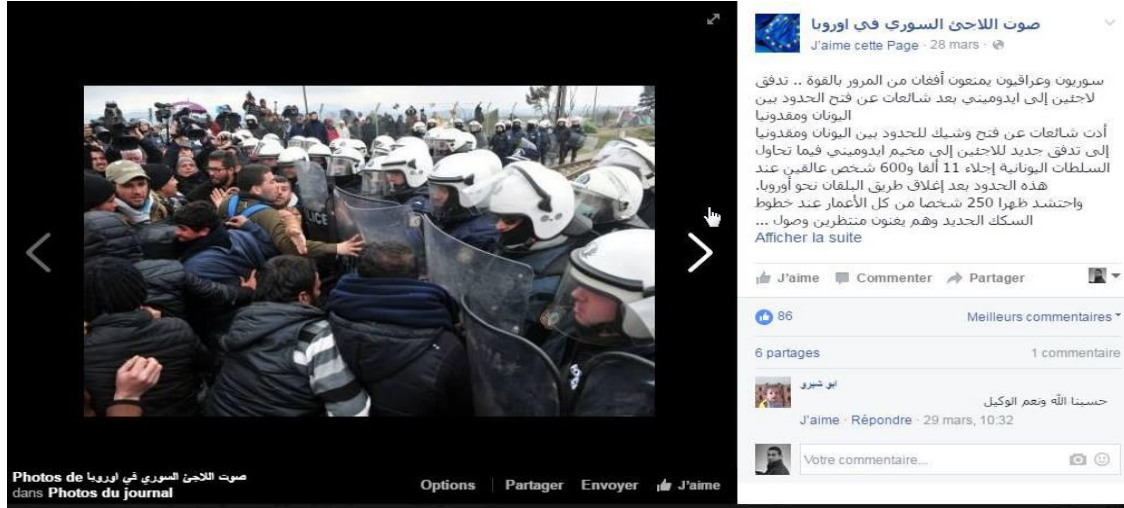 POLICE
صوت اللاجئ السوري في اوروبا
J'aime cette Page · 28 mars ·
سوريون وعراقيون يمنعون أفغان من المرور بالقوة .. تدفق
لاجئين إلى ايدوميني بعد شائعات عن فتح الحدود بين
اليونان ومقدونيا
أدت شائعات عن فتح وشيك للحدود بين اليونان ومقدونيا
إلى تدفق جديد للاجئين إلى مخيم ايدوميني فيما تحاول
السلطات اليونانية إجلاء 11 ألفا و600 شخص عالقين عند
هذه الحدود بعد إغلاق طريق البلقان نحو أوروبا.
واحتشد ظهرا 250 شخصا من كل الأعمار عند خطوط
السكك الحديد وهم يغنون منتظرين وصول ...
Afficher la suite
J'aime Commenter Partager
86 Meilleurs commentaires
6 partages 1 commentaire
ابو شيرو
حسبنا الله ونعم الوكيل
J'aime · Répondre · 29 mars, 10:32
Votre commentaire...
Photos de صوت اللاجئ السوري في اوروبا
dans Photos du journal
Options Partager Envoyer J'aime